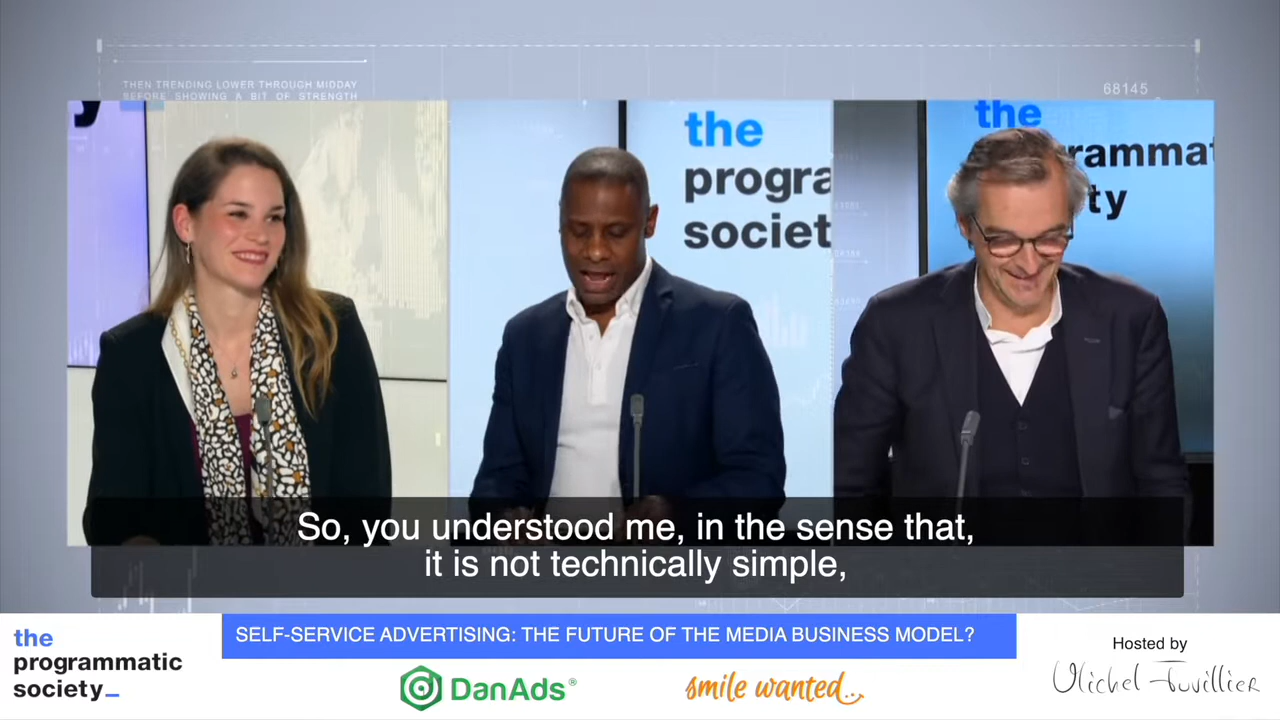 THEN TRENDING LOWER THROUGH MIDDAY
BEFORE SHOWING A BIT OF STRENGTH
68145
the
progra
societ
the
rammat
ty
So, you understood me, in the sense that,
it is not technically simple,
the
programmatic
society_
SELF-SERVICE ADVERTISING: THE FUTURE OF THE MEDIA BUSINESS MODEL?
DanAds®
smile wanted...
Hosted by